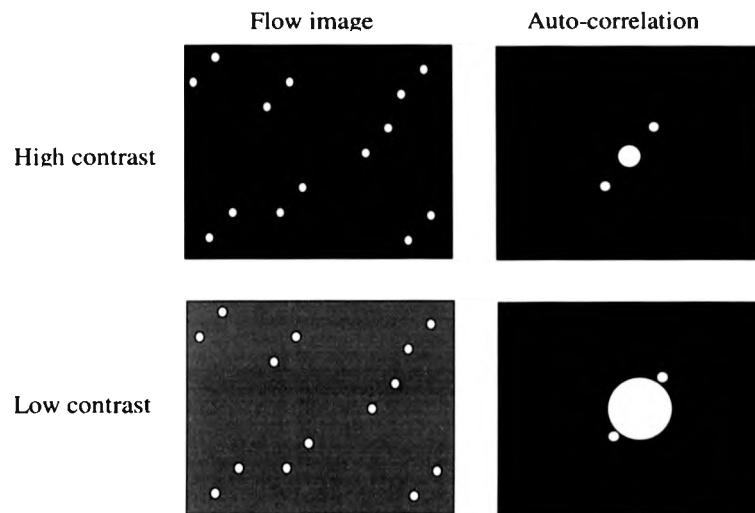 Flow image
Auto-correlation
High contrast
Low contrast